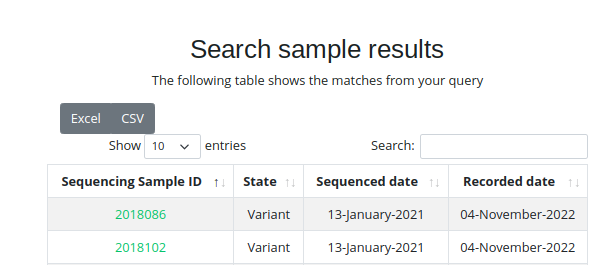 Search sample results
The following table shows the matches from your query
Excel CSV
Show 10 entries Search:
Sequencing Sample ID State Sequenced date Recorded date
2018086 Variant 13-January-2021 04-November-2022
2018102 Variant 13-January-2021 04-November-2022